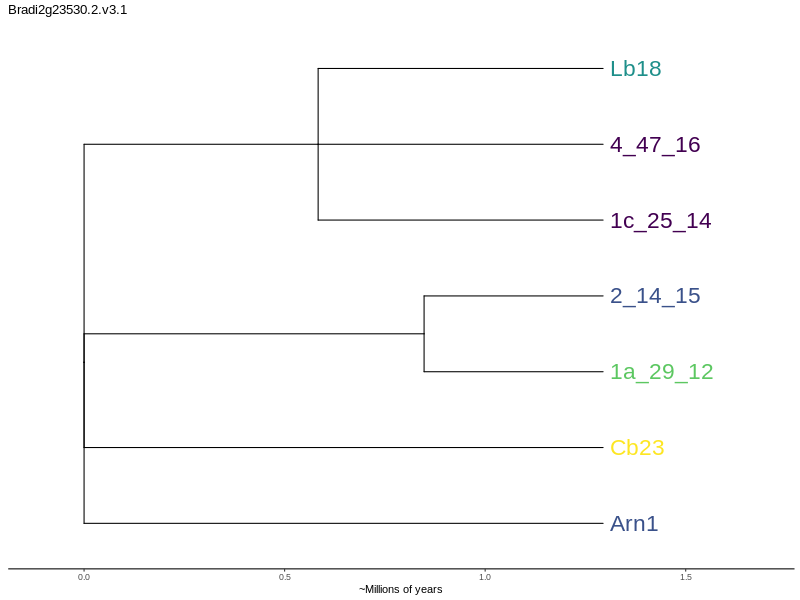 Bradi2g23530.2.v3.1
Lb18
4_47_16
1c_25_14
2_14_15
1a_29_12
Cb23
Arn1
0.0 0.5 1.0 1.5
~Millions of years